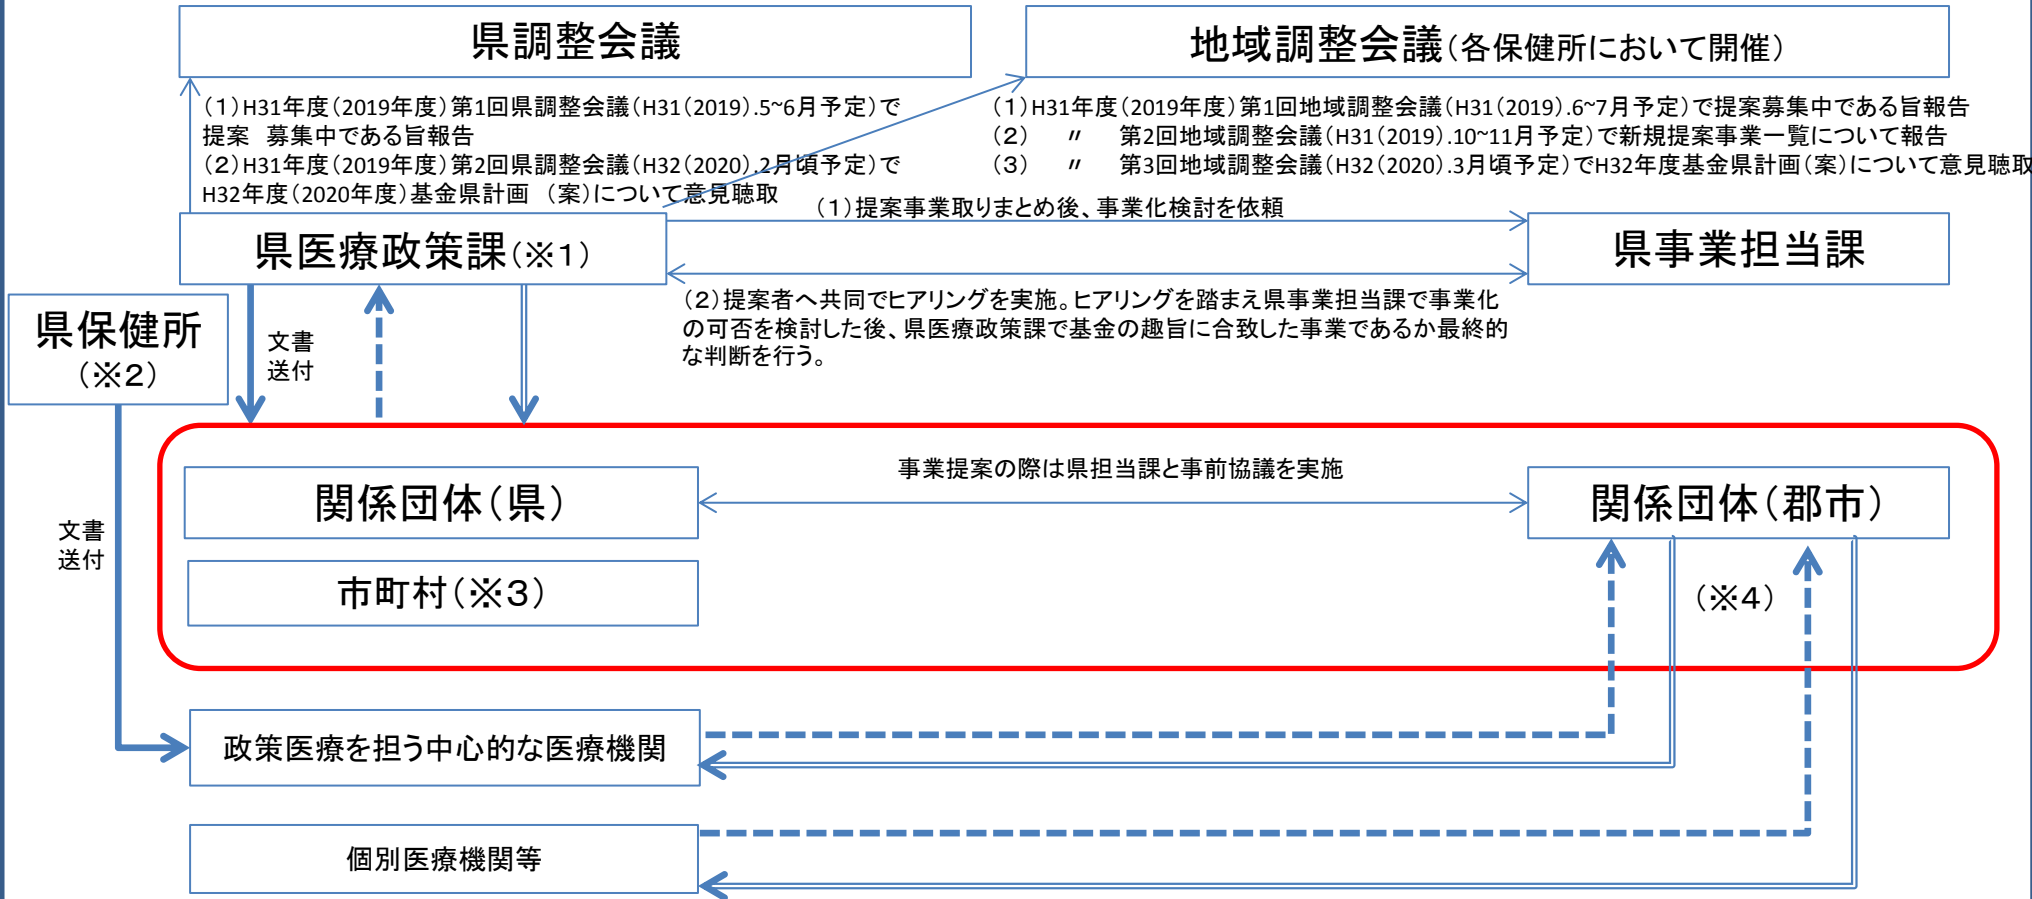 県調整会議
地域調整会議(各保健所において開催)
(1)H31年度(2019年度)第1回県調整会議(H31(2019).5~6月予定)で
提案 募集中である旨報告
(2)H31年度(2019年度)第2回県調整会議(H32(2020).2月頃予定)で
H32年度(2020年度)基金県計画 (案)について意見聴取
(1)H31年度(2019年度)第1回地域調整会議(H31(2019).6~7月予定)で提案募集中である旨報告
(2) 〃 第2回地域調整会議(H31(2019).10~11月予定)で新規提案事業一覧について報告
(3) 〃 第3回地域調整会議(H32(2020).3月頃予定)でH32年度基金県計画(案)について意見聴取
(1)提案事業取りまとめ後、事業化検討を依頼
県医療政策課(※1)
県事業担当課
(2)提案者へ共同でヒアリングを実施。ヒアリングを踏まえ県事業担当課で事業化
の可否を検討した後、県医療政策課で基金の趣旨に合致した事業であるか最終的
な判断を行う。
県保健所
(※2)
文書
送付
事業提案の際は県担当課と事前協議を実施
関係団体(県)
関係団体(郡市)
文書
送付
市町村(※3)
(※4)
政策医療を担う中心的な医療機関
個別医療機関等